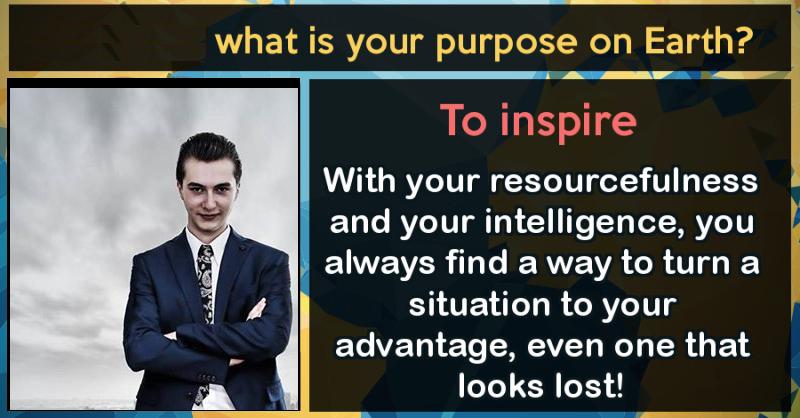 what is your purpose on Earth?
To inspire
With your resourcefulness
and your intelligence, you
always find a way to turn a
situation to your
advantage, even one that
looks lost!